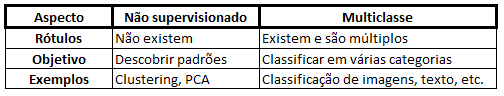 Aspecto Não supervisionado Multiclasse
Rótulos Não existem Existem e são múltiplos
Objetivo Descobrir padrões Classificar em várias categorias
Exemplos Clustering, PCA Classificação de imagens, texto, etc.